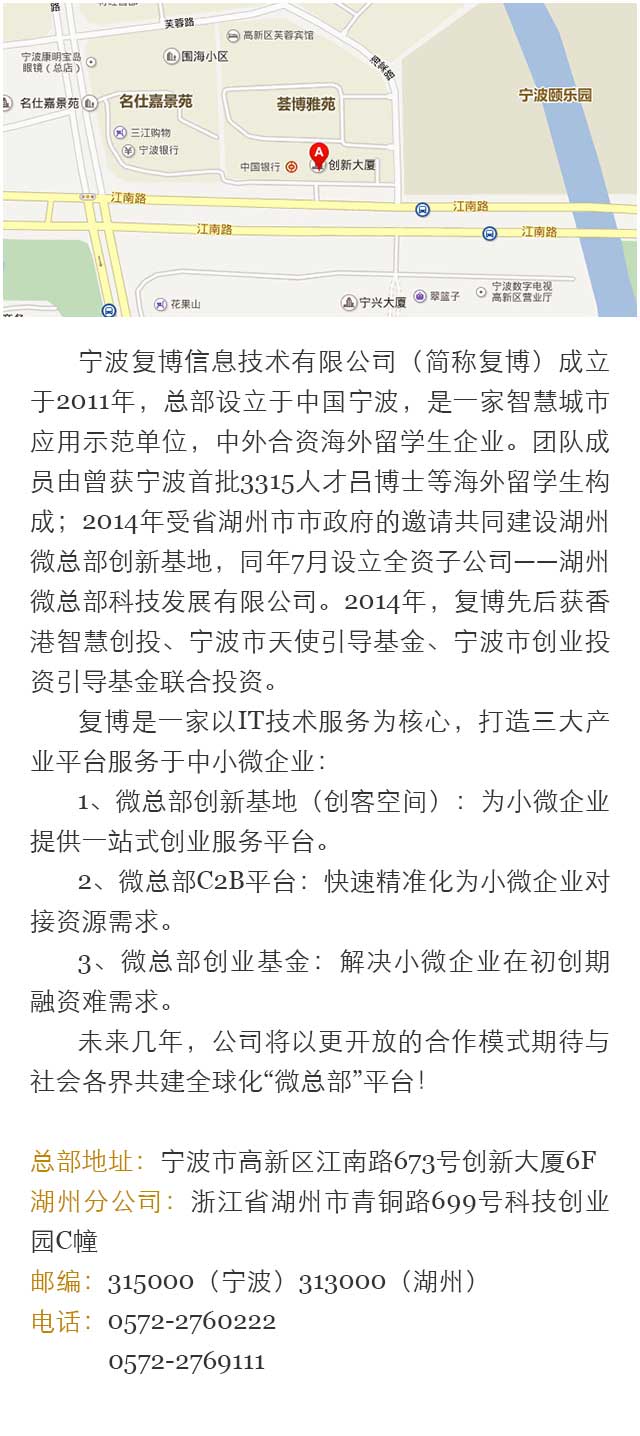 芙蓉路
高新区芙蓉宾馆
围海小区
宁波康明宝岛
眼镜（总店）
名仕嘉景苑
名仕嘉景苑
荟博雅苑
宁波颐乐园
三江购物
宁波银行
中国银行
A
创新大厦
江南路
江南路
江南路
江南路
花果山
宁兴大厦
翠篮子
宁波数字电视
高新区营业厅
宁波复博信息技术有限公司（简称复博）成立
于2011年，总部设立于中国宁波，是一家智慧城市
应用示范单位，中外合资海外留学生企业。团队成
员由曾获宁波首批3315人才吕博士等海外留学生构
成；2014年受省湖州市市政府的邀请共同建设湖州
微总部创新基地，同年7月设立全资子公司——湖州
微总部科技发展有限公司。2014年，复博先后获香
港智慧创投、宁波市天使引导基金、宁波市创业投
资引导基金联合投资。
复博是一家以IT技术服务为核心，打造三大产
业平台服务于中小微企业：
1、微总部创新基地（创客空间）：为小微企业
提供一站式创业服务平台。
2、微总部C2B平台：快速精准化为小微企业对
接资源需求。
3、微总部创业基金：解决小微企业在初创期
融资难需求。
未来几年，公司将以更开放的合作模式期待与
社会各界共建全球化“微总部”平台！
总部地址：宁波市高新区江南路673号创新大厦6F
湖州分公司：浙江省湖州市青铜路699号科技创业
园C幢
邮编：315000（宁波）313000（湖州）
电话：0572-2760222
0572-2769111